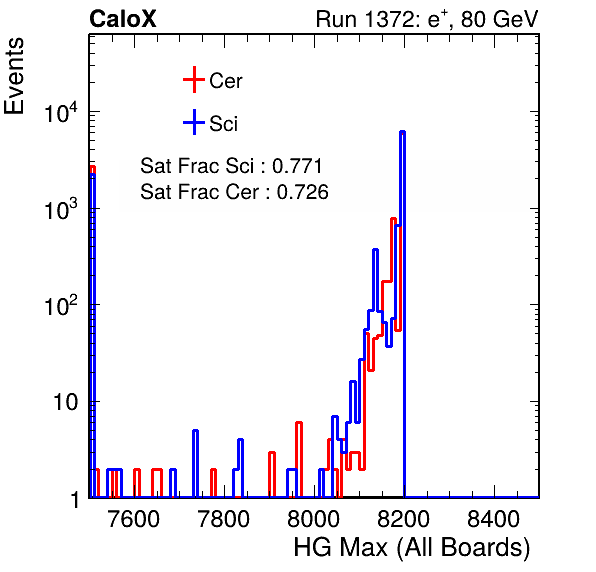 CaloX Run 1372: e⁺, 80 GeV
Events
Cer
Sci
Sat Frac Sci : 0.771
Sat Frac Cer : 0.726
10⁴
10³
10²
10
1
7600 7800 8000 8200 8400
HG Max (All Boards)